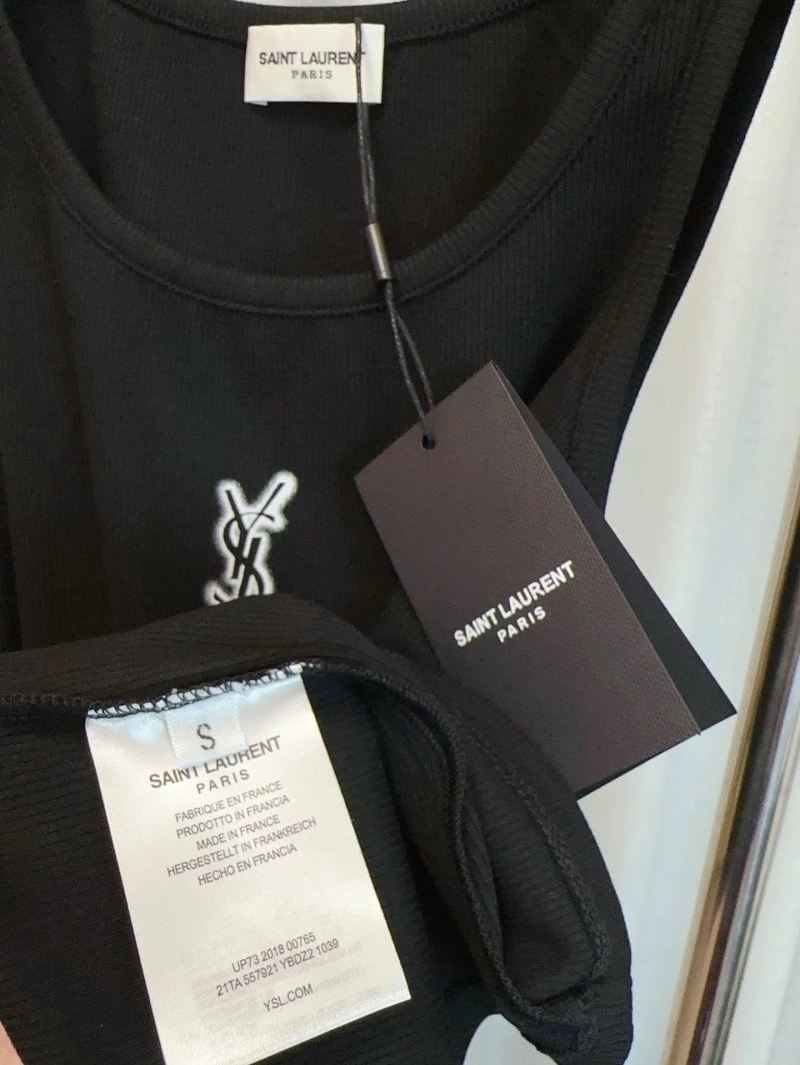 SAINT LAURENT
PARIS
SAINT LAURENT
PARIS
S
SAINT LAURENT
PARIS
FABRIQUE EN FRANCE
PRODOTTO IN FRANCIA
MADE IN FRANCE
HERGESTELLT IN FRANKREICH
HECHO EN FRANCIA
UP73 2018 00765
21TA 557921 YBDZ2 1039
YSL.COM